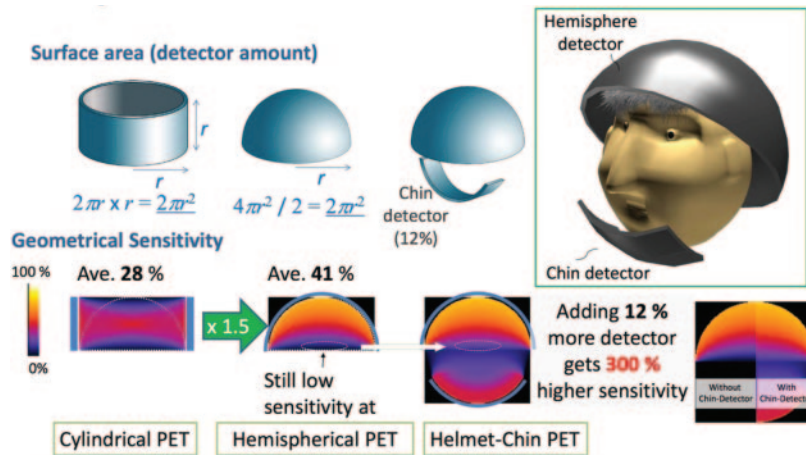 Surface area (detector amount)
Hemisphere
detector
r
r
r
2πr x r = 2πr²
4πr² / 2 = 2πr²
Chin
detector
(12%)
Chin detector
Geometrical Sensitivity
100 %
0%
Ave. 28 %
Ave. 41 %
x 1.5
Still low
sensitivity at
Adding 12 %
more detector
gets 300 %
higher sensitivity
Without
Chin-Detector
With
Chin-Detect
Cylindrical PET
Hemispherical PET
Helmet-Chin PET